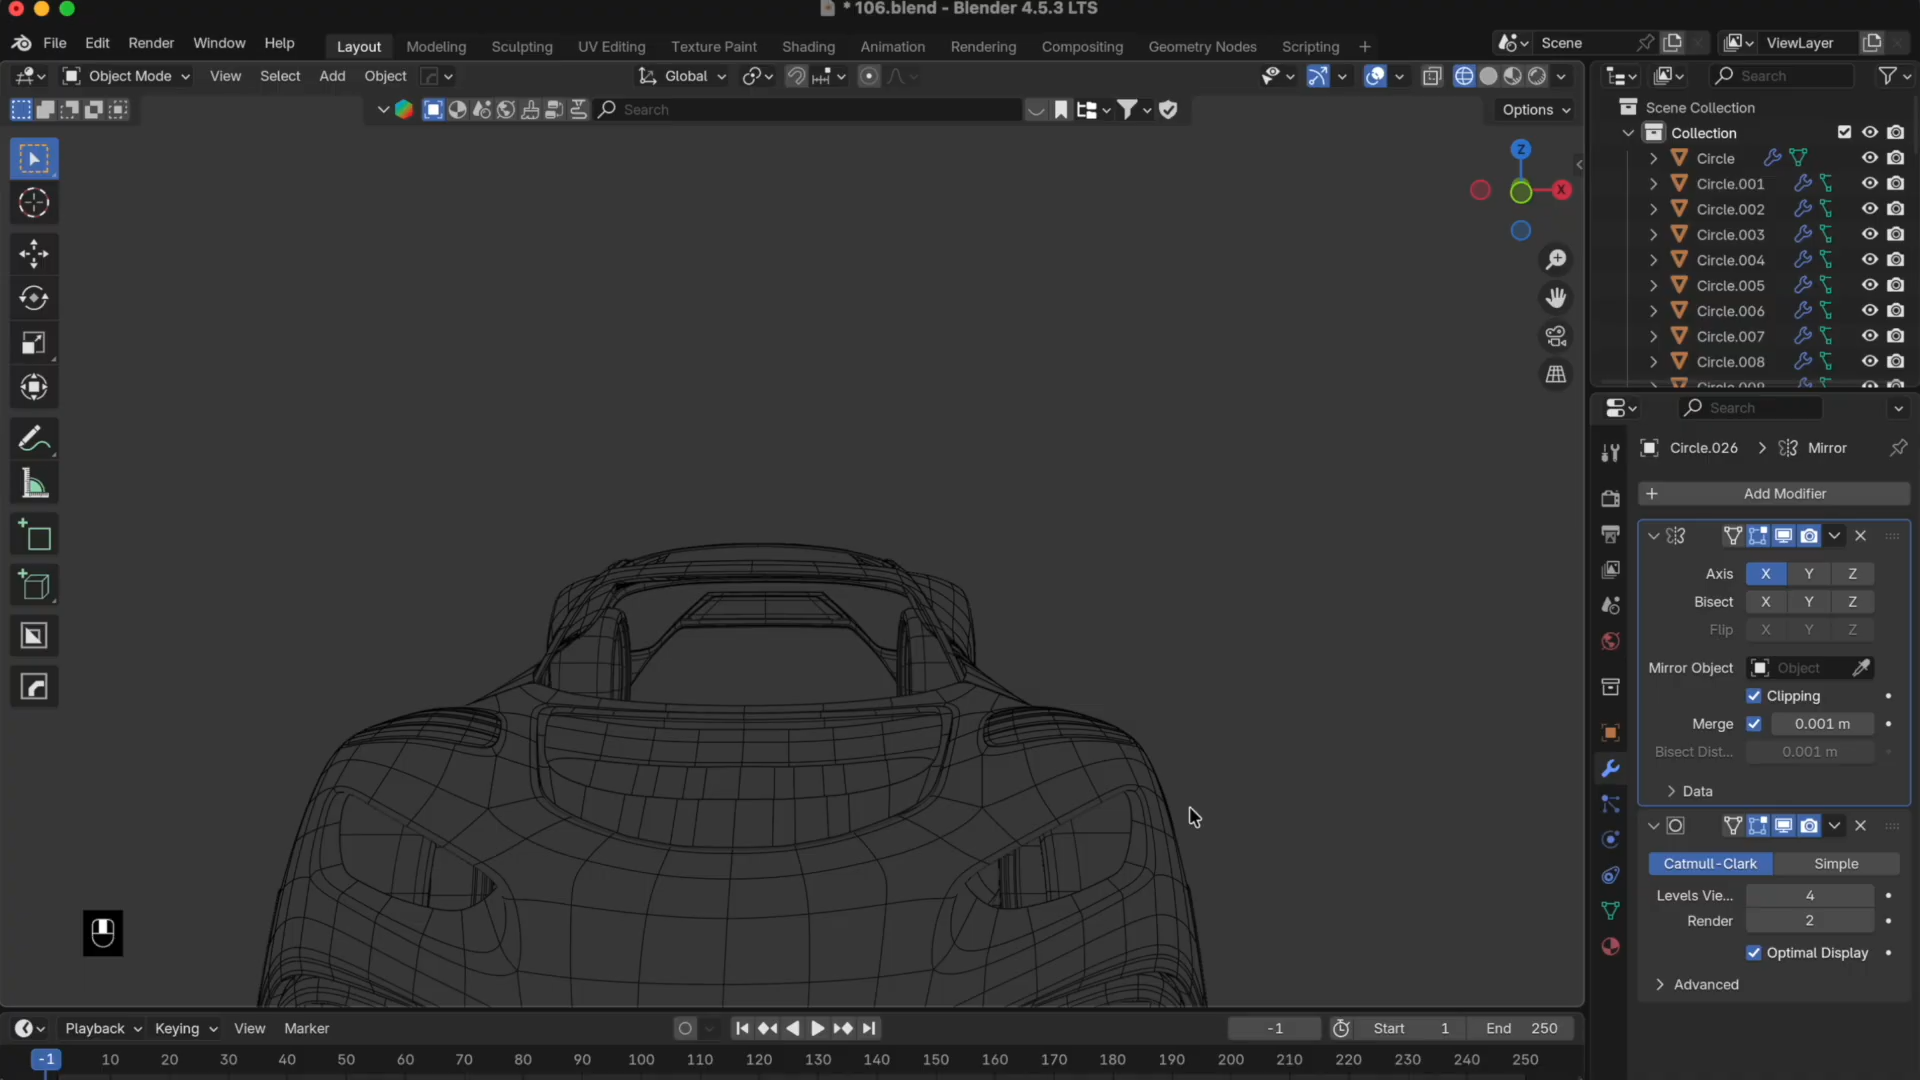 * 106.blend - Blender 4.5.3 LTS
File Edit Render Window Help Layout Modeling Sculpting UV Editing Texture Paint Shading Animation Rendering Compositing Geometry Nodes Scripting + Scene ViewLayer
Object Mode View Select Add Object Global Search
Search Options
Scene Collection
Collection
Circle
Circle.001
Circle.002
Circle.003
Circle.004
Circle.005
Circle.006
Circle.007
Circle.008
Circle.009
Z
X
Search
Circle.026 > Mirror
+ Add Modifier
Axis X Y Z
Bisect X Y Z
Flip X Y Z
Mirror Object Object
Clipping
Merge 0.001 m
Bisect Dist... 0.001 m
Data
Catmull-Clark Simple
Levels Vie... 4
Render 2
Optimal Display
Advanced
Playback Keying View Marker -1 Start 1 End 250
-1 10 20 30 40 50 60 70 80 90 100 110 120 130 140 150 160 170 180 190 200 210 220 230 240 250